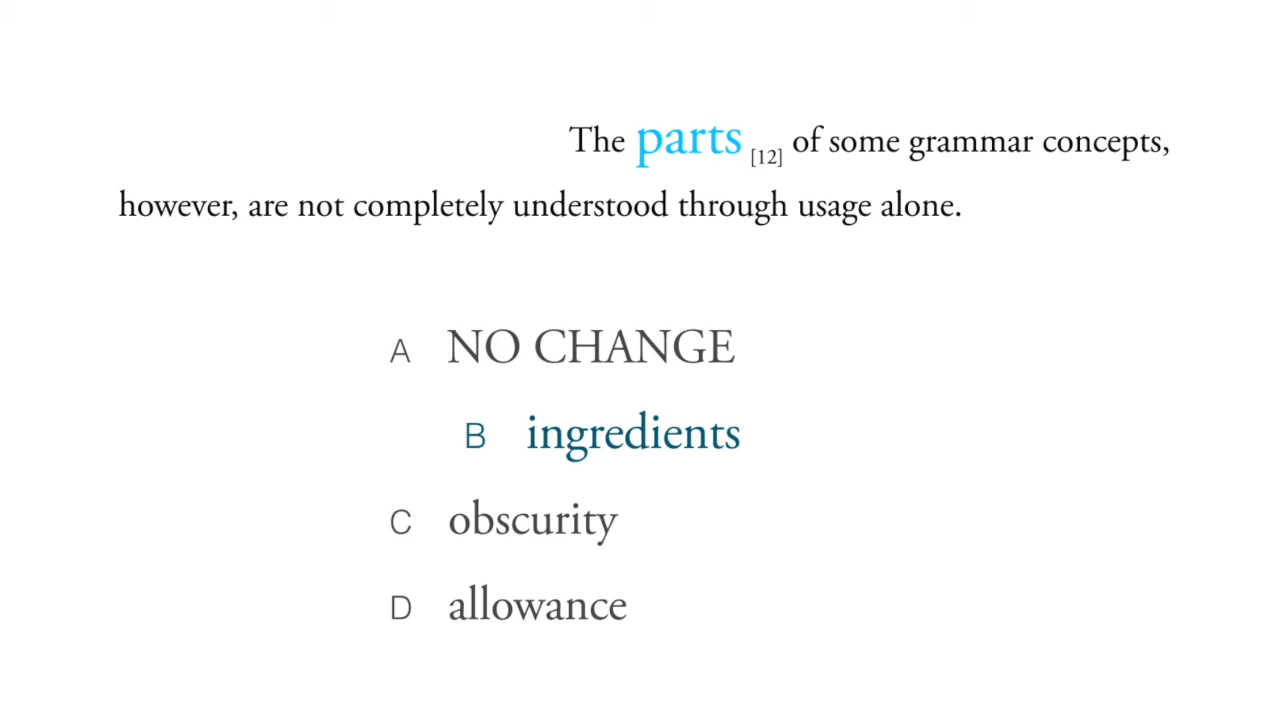 The parts [12] of some grammar concepts,
however, are not completely understood through usage alone.
A NO CHANGE
B ingredients
C obscurity
D allowance